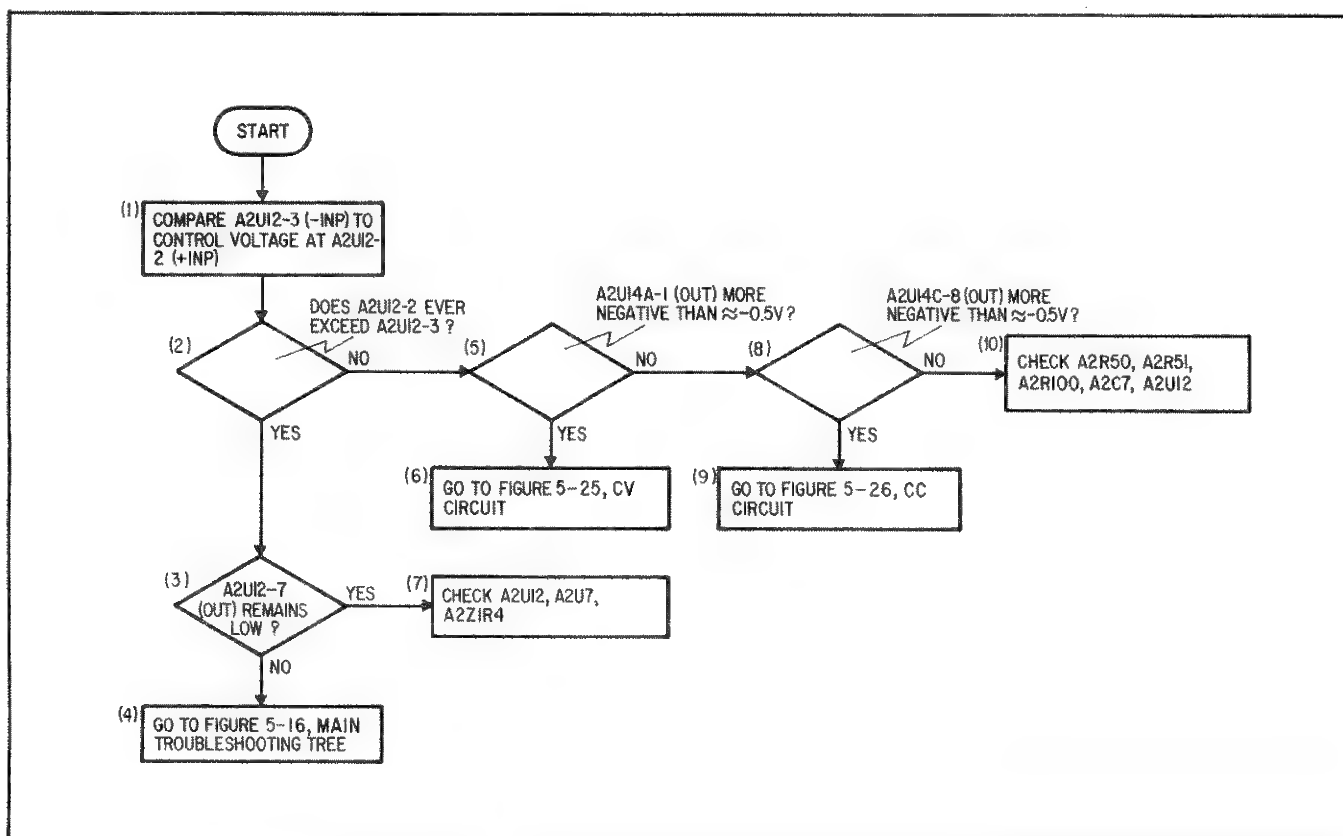 START
(1)
COMPARE A2U12-3 (-INP) TO
CONTROL VOLTAGE AT A2U12-
2 (+INP)
DOES A2U12-2 EVER
EXCEED A2U12-3 ?
(2)
NO
YES
A2U14A-1 (OUT) MORE
NEGATIVE THAN ≈-0.5V?
(5)
NO
YES
A2U14C-8 (OUT) MORE
NEGATIVE THAN ≈-0.5V?
(8)
NO
YES
(10)
CHECK A2R50, A2R51,
A2R100, A2C7, A2U12
(6)
GO TO FIGURE 5-25, CV
CIRCUIT
(9)
GO TO FIGURE 5-26, CC
CIRCUIT
(3)
A2U12-7
(OUT) REMAINS
LOW ?
YES
NO
(7)
CHECK A2U12, A2U7,
A2Z1R4
(4)
GO TO FIGURE 5-16, MAIN
TROUBLESHOOTING TREE